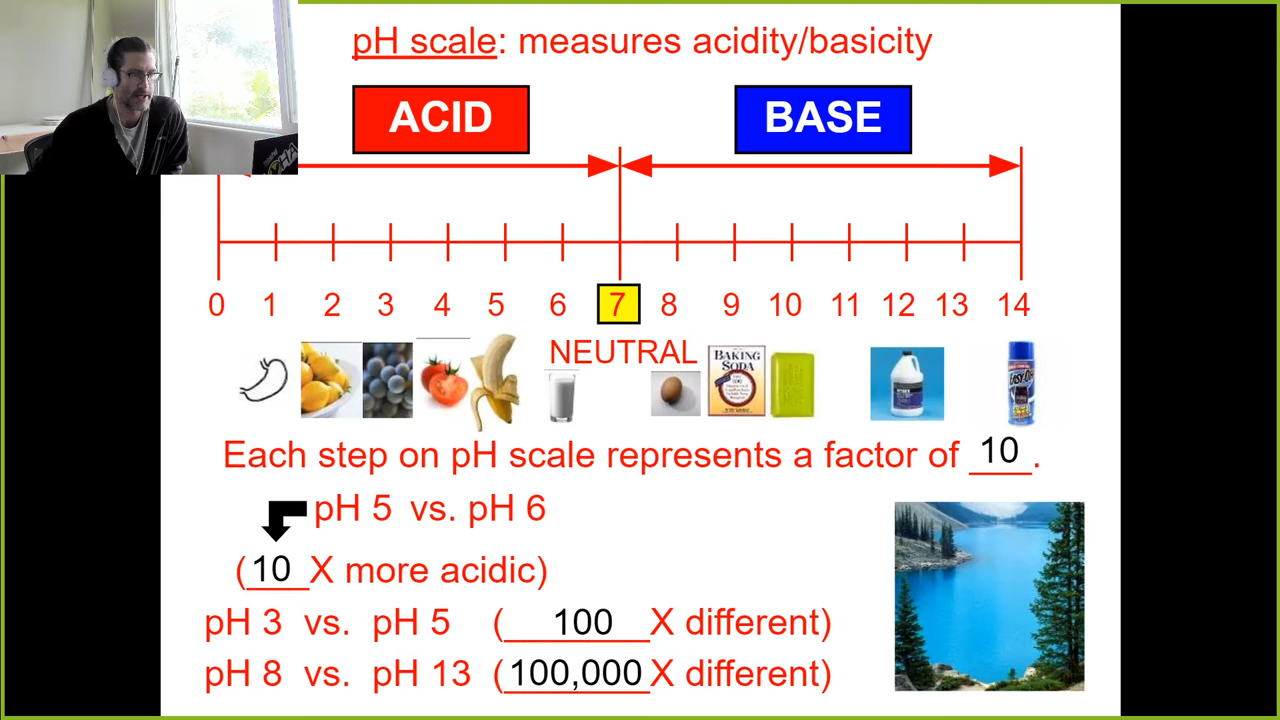 pH scale: measures acidity/basicity
ACID
BASE
0 1 2 3 4 5 6 7 8 9 10 11 12 13 14
NEUTRAL
BAKING
SODA
EASY-OFF
Each step on pH scale represents a factor of 10.
pH 5 vs. pH 6
(10 X more acidic)
pH 3 vs. pH 5 (100 X different)
pH 8 vs. pH 13 (100,000 X different)